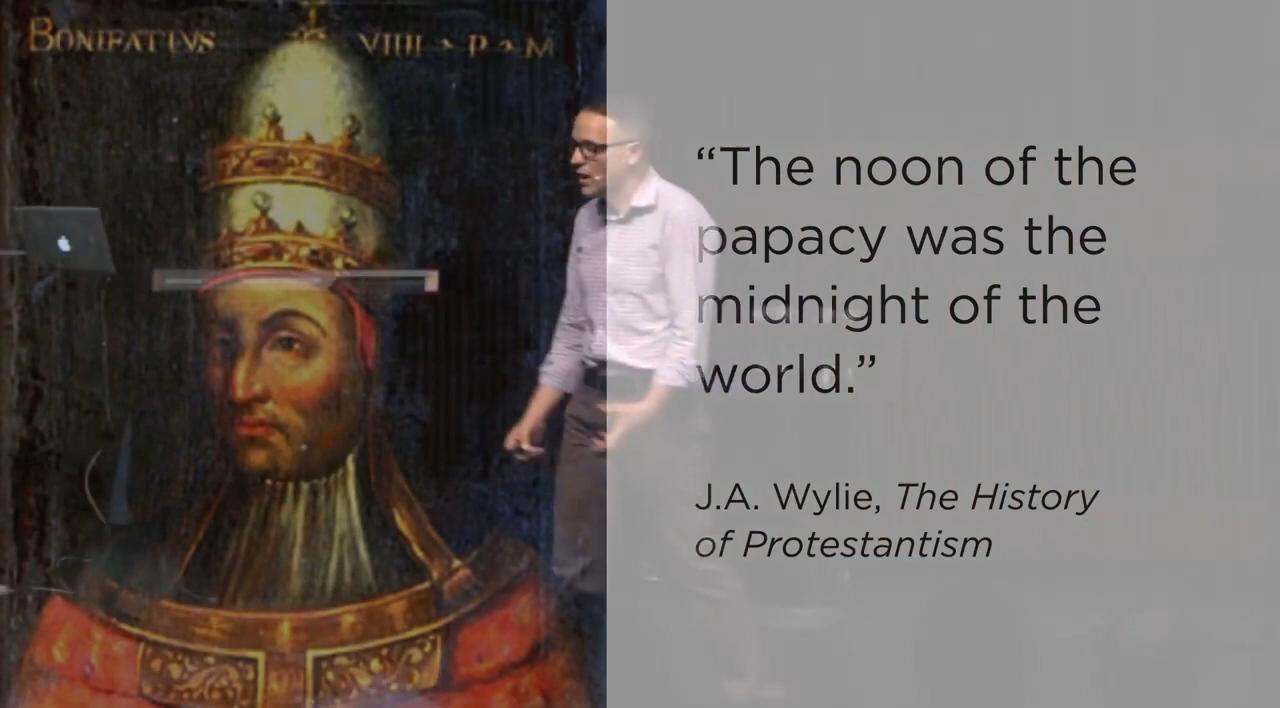 BONIFATIVS VIIII · P · M
“The noon of the
papacy was the
midnight of the
world.”
J.A. Wylie, The History
of Protestantism